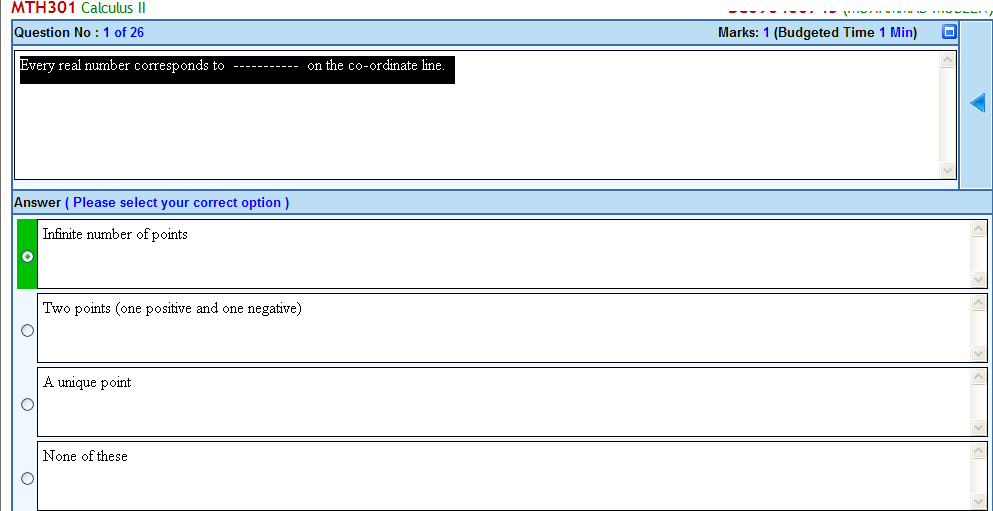 MTH301 Calculus II
Question No : 1 of 26
Marks: 1 (Budgeted Time 1 Min)
Every real number corresponds to ----------- on the co-ordinate line.
Answer ( Please select your correct option )
Infinite number of points
Two points (one positive and one negative)
A unique point
None of these